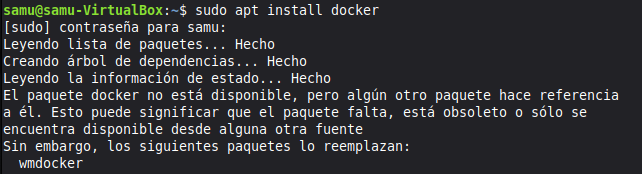 samu@samu-VirtualBox:~$ sudo apt install docker
[sudo] contraseña para samu:
Leyendo lista de paquetes... Hecho
Creando árbol de dependencias... Hecho
Leyendo la información de estado... Hecho
El paquete docker no está disponible, pero algún otro paquete hace referencia
a él. Esto puede significar que el paquete falta, está obsoleto o sólo se
encuentra disponible desde alguna otra fuente
Sin embargo, los siguientes paquetes lo reemplazan:
  wmdocker